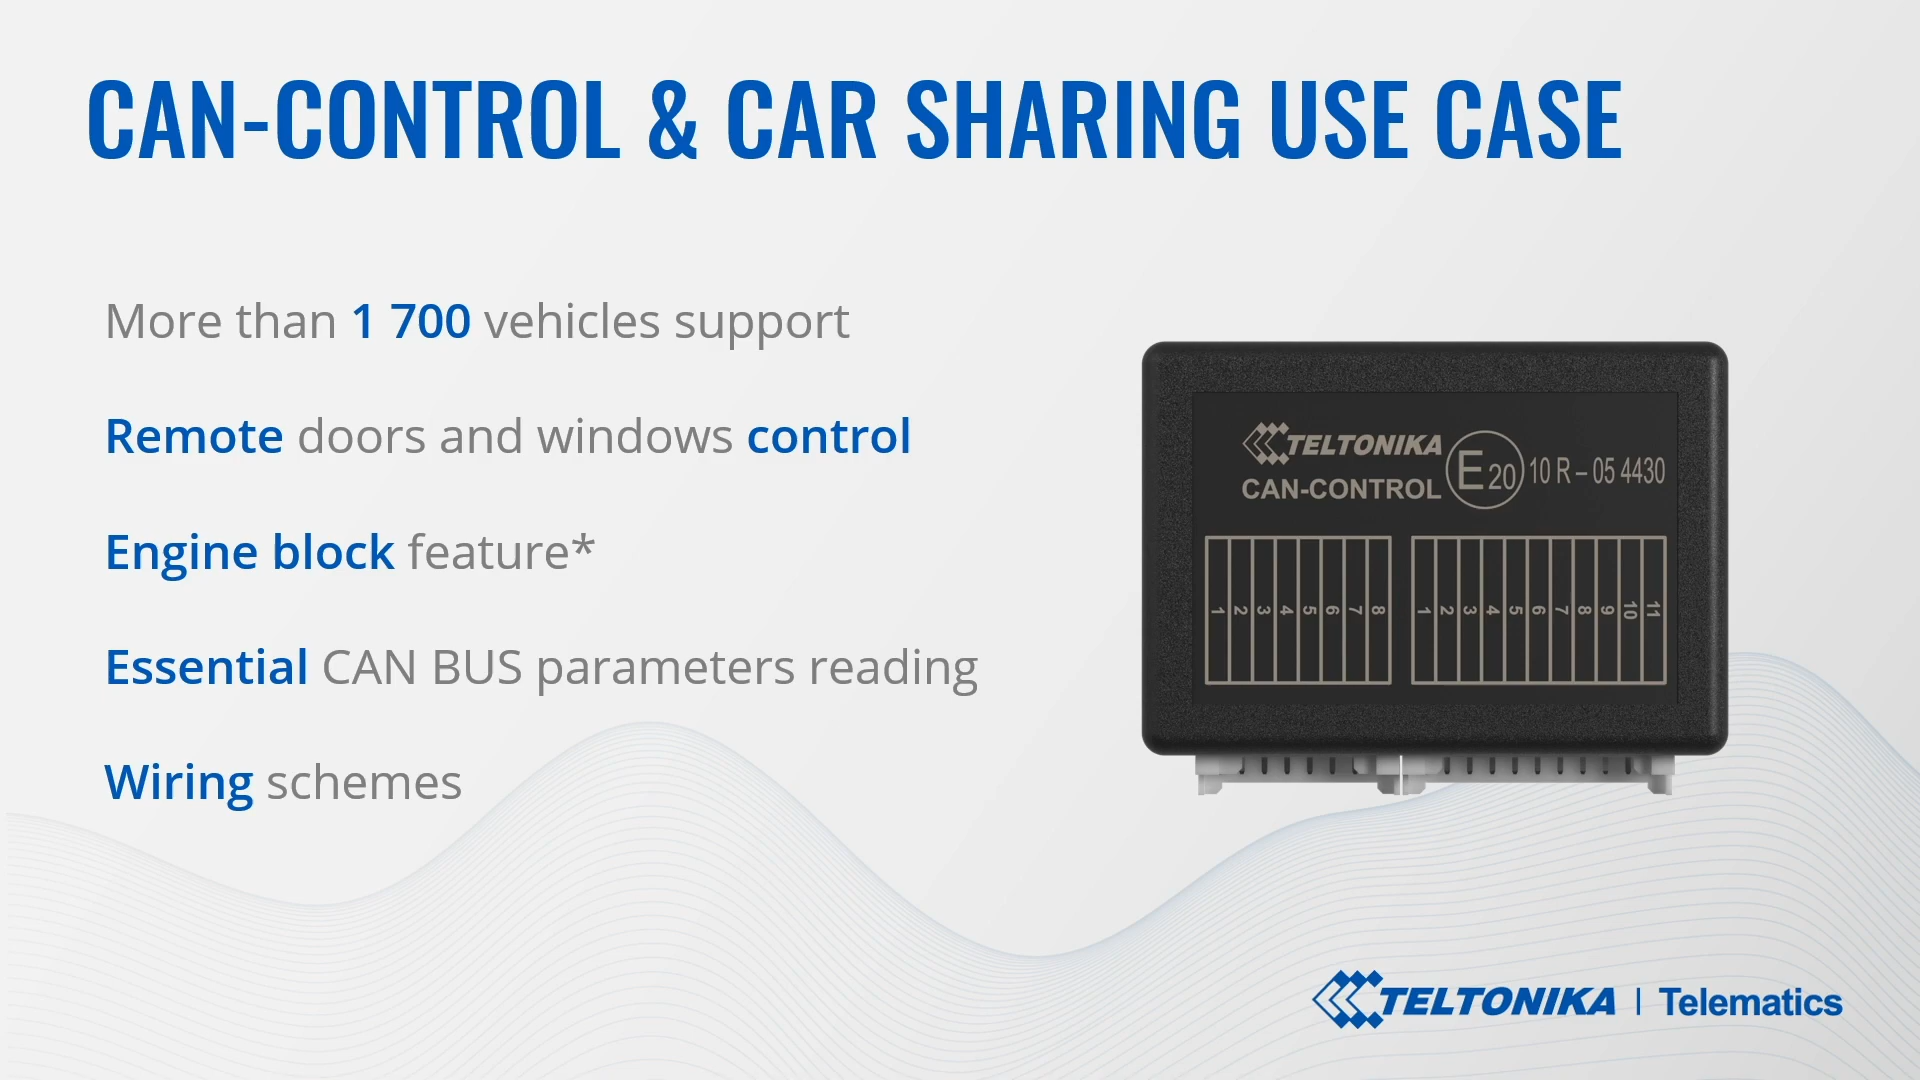 CAN-CONTROL & CAR SHARING USE CASE
More than 1 700 vehicles support
Remote doors and windows control
Engine block feature*
Essential CAN BUS parameters reading
Wiring schemes
TELTONIKA
CAN-CONTROL
E20 10 R – 05 4430
1 2 3 4 5 6 7 8 1 2 3 4 5 6 7 8 9 10 11
TELTONIKA | Telematics